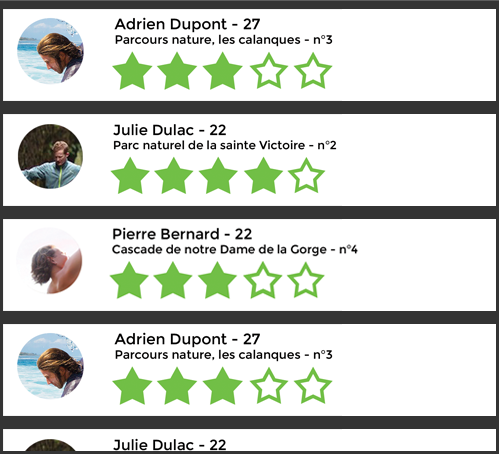 Adrien Dupont - 27
Parcours nature, les calanques - n°3
Julie Dulac - 22
Parc naturel de la sainte Victoire - n°2
Pierre Bernard - 22
Cascade de notre Dame de la Gorge - n°4
Adrien Dupont - 27
Parcours nature, les calanques - n°3
Julie Dulac - 22